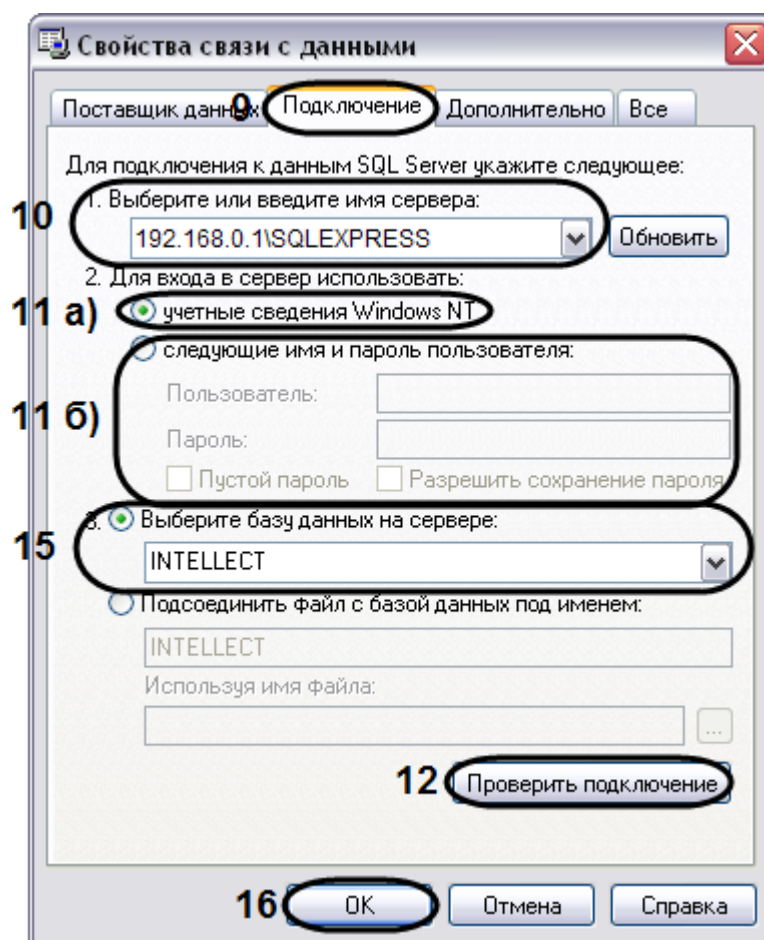 Свойства связи с данными
9
Поставщик данных Подключение Дополнительно Все
Для подключения к данным SQL Server укажите следующее:
10
1. Выберите или введите имя сервера:
192.168.0.1\SQLEXPRESS Обновить
2. Для входа в сервер использовать:
11 а) учетные сведения Windows NT
следующие имя и пароль пользователя:
11 б)
Пользователь:
Пароль:
Пустой пароль Разрешить сохранение пароля
15
3. Выберите базу данных на сервере:
INTELLECT
Подсоединить файл с базой данных под именем:
INTELLECT
Используя имя файла:
...
12 Проверить подключение
16 OK Отмена Справка